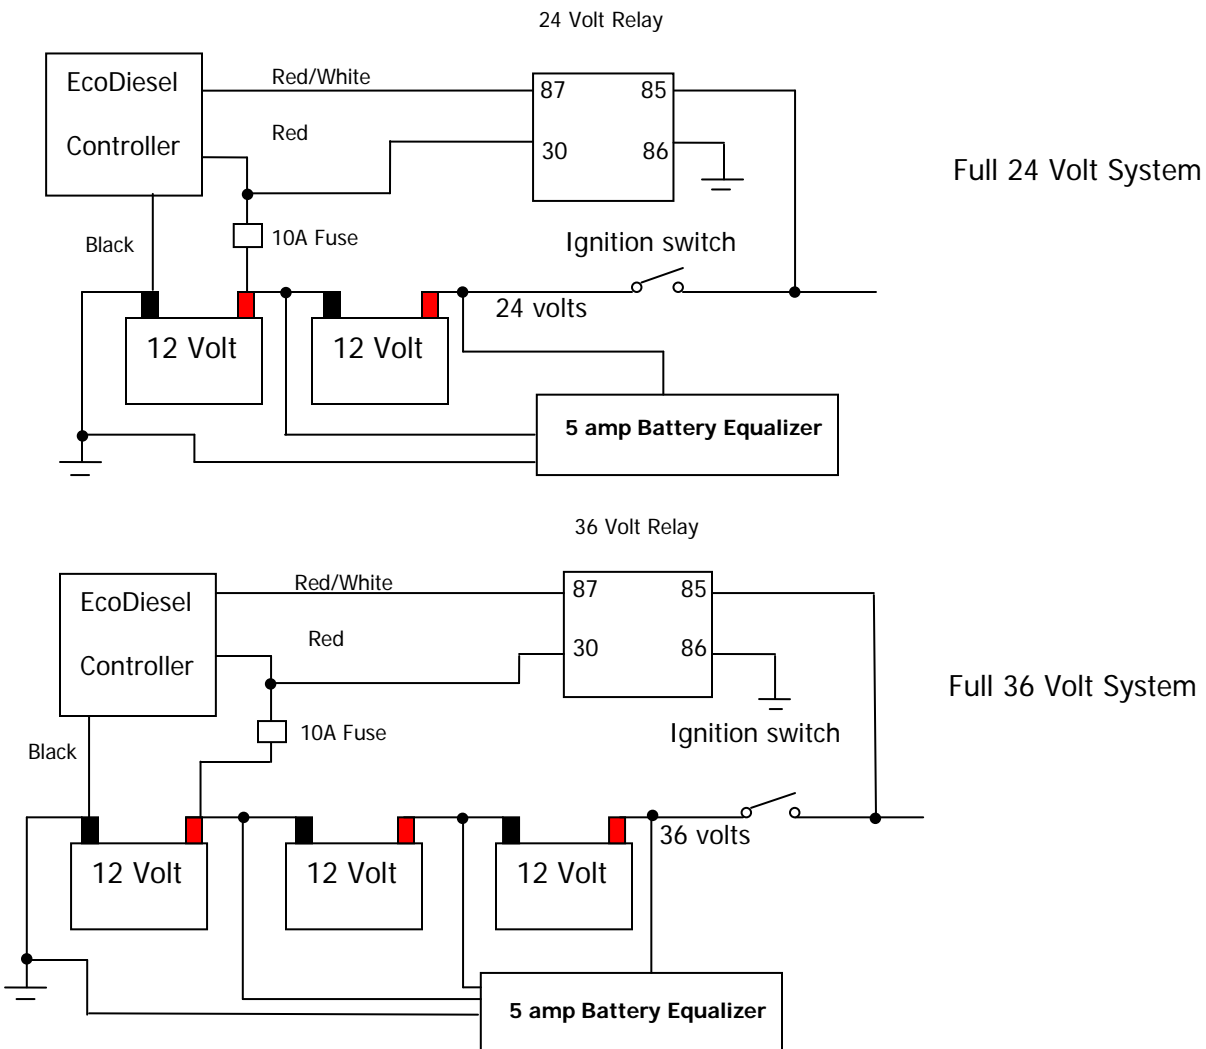 24 Volt Relay
EcoDiesel
Controller
Red/White
Red
87 85
30 86
Full 24 Volt System
Black
10A Fuse
Ignition switch
24 volts
12 Volt
12 Volt
5 amp Battery Equalizer
36 Volt Relay
EcoDiesel
Controller
Red/White
Red
87 85
30 86
Full 36 Volt System
Black
10A Fuse
Ignition switch
36 volts
12 Volt
12 Volt
12 Volt
5 amp Battery Equalizer